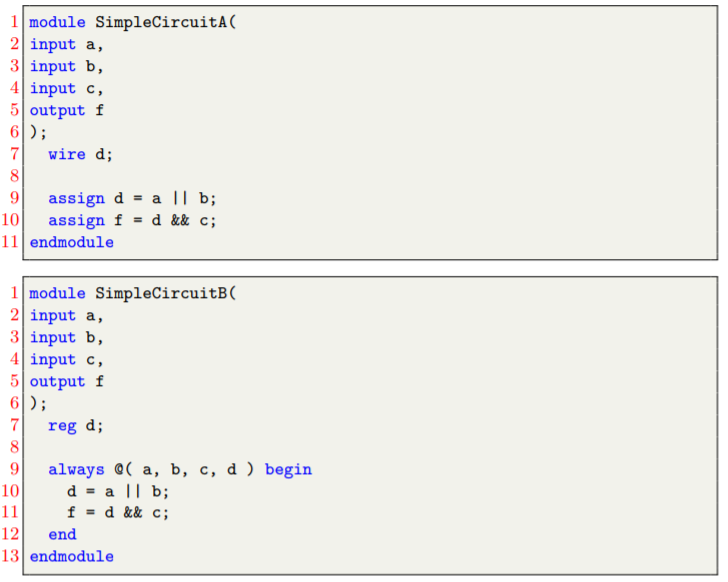 1 module SimpleCircuitA(
2 input a,
3 input b,
4 input c,
5 output f
6 );
7   wire d;
8
9   assign d = a || b;
10   assign f = d && c;
11 endmodule
1 module SimpleCircuitB(
2 input a,
3 input b,
4 input c,
5 output f
6 );
7   reg d;
8
9   always @( a, b, c, d ) begin
10     d = a || b;
11     f = d && c;
12   end
13 endmodule